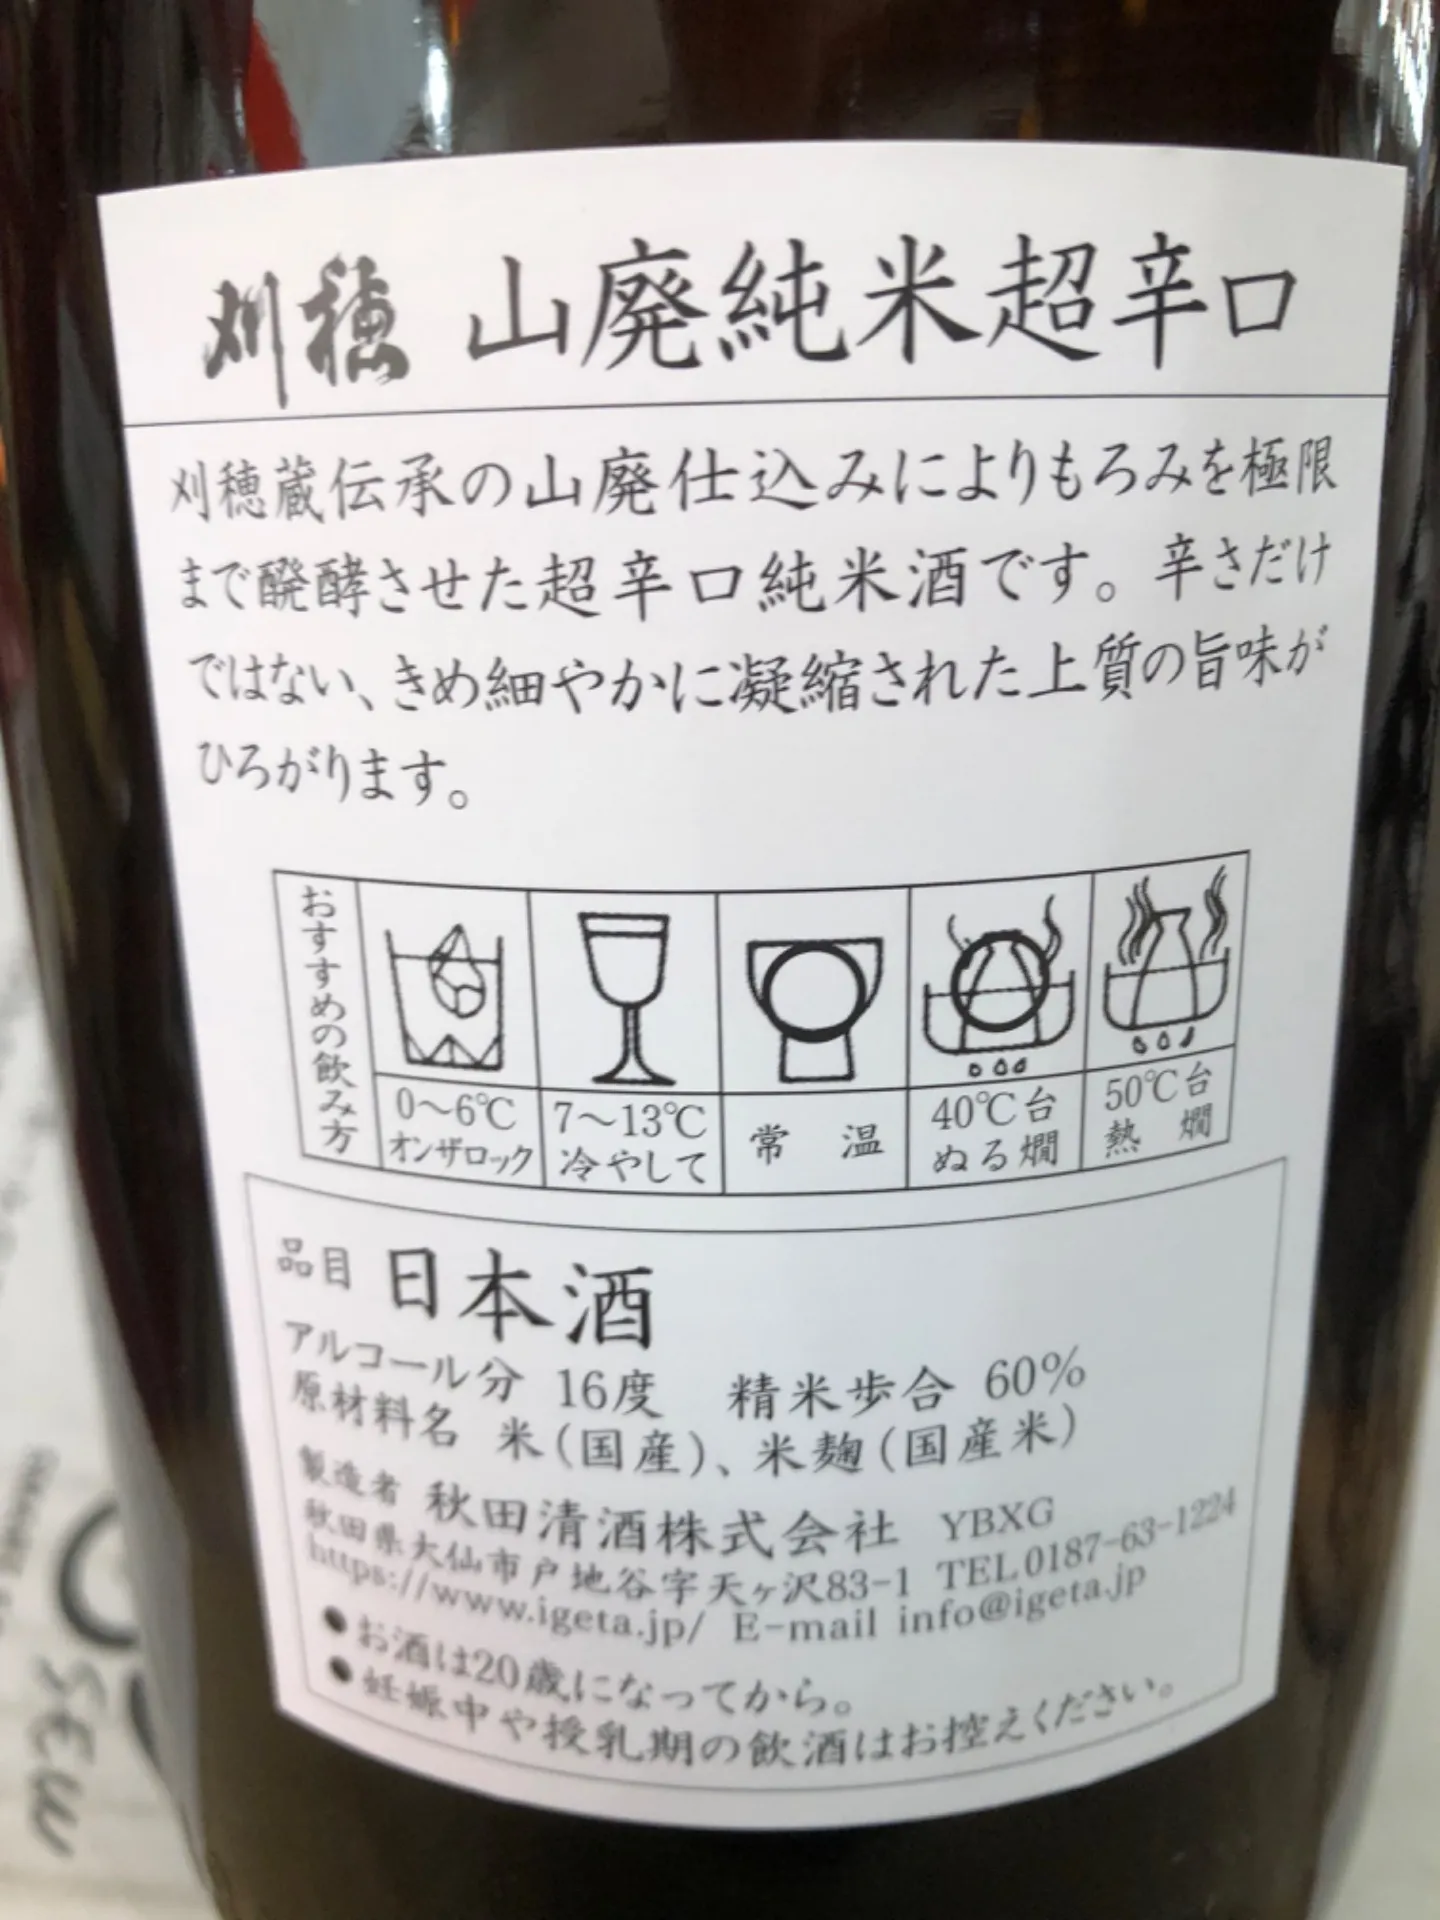 刈穂 山廃純米超辛口
刈穂蔵伝承の山廃仕込みによりもろみを極限
まで醗酵させた超辛口純米酒です。辛さだけ
ではない、きめ細やかに凝縮された上質の旨味が
ひろがります。
おすすめの飲み方
0～6℃
オンザロック
7～13℃
冷やして
常温
40℃台
ぬる燗
50℃台
熱燗
品目 日本酒
アルコール分 16度 精米歩合 60%
原材料名 米(国産)、米麹(国産米)
製造者 秋田清酒株式会社 YBXG
秋田県大仙市戸地谷字天ヶ沢83-1 TEL0187-63-1224
https://www.igeta.jp/ E-mail info@igeta.jp
●お酒は20歳になってから。
●妊娠中や授乳期の飲酒はお控えください。
SEW